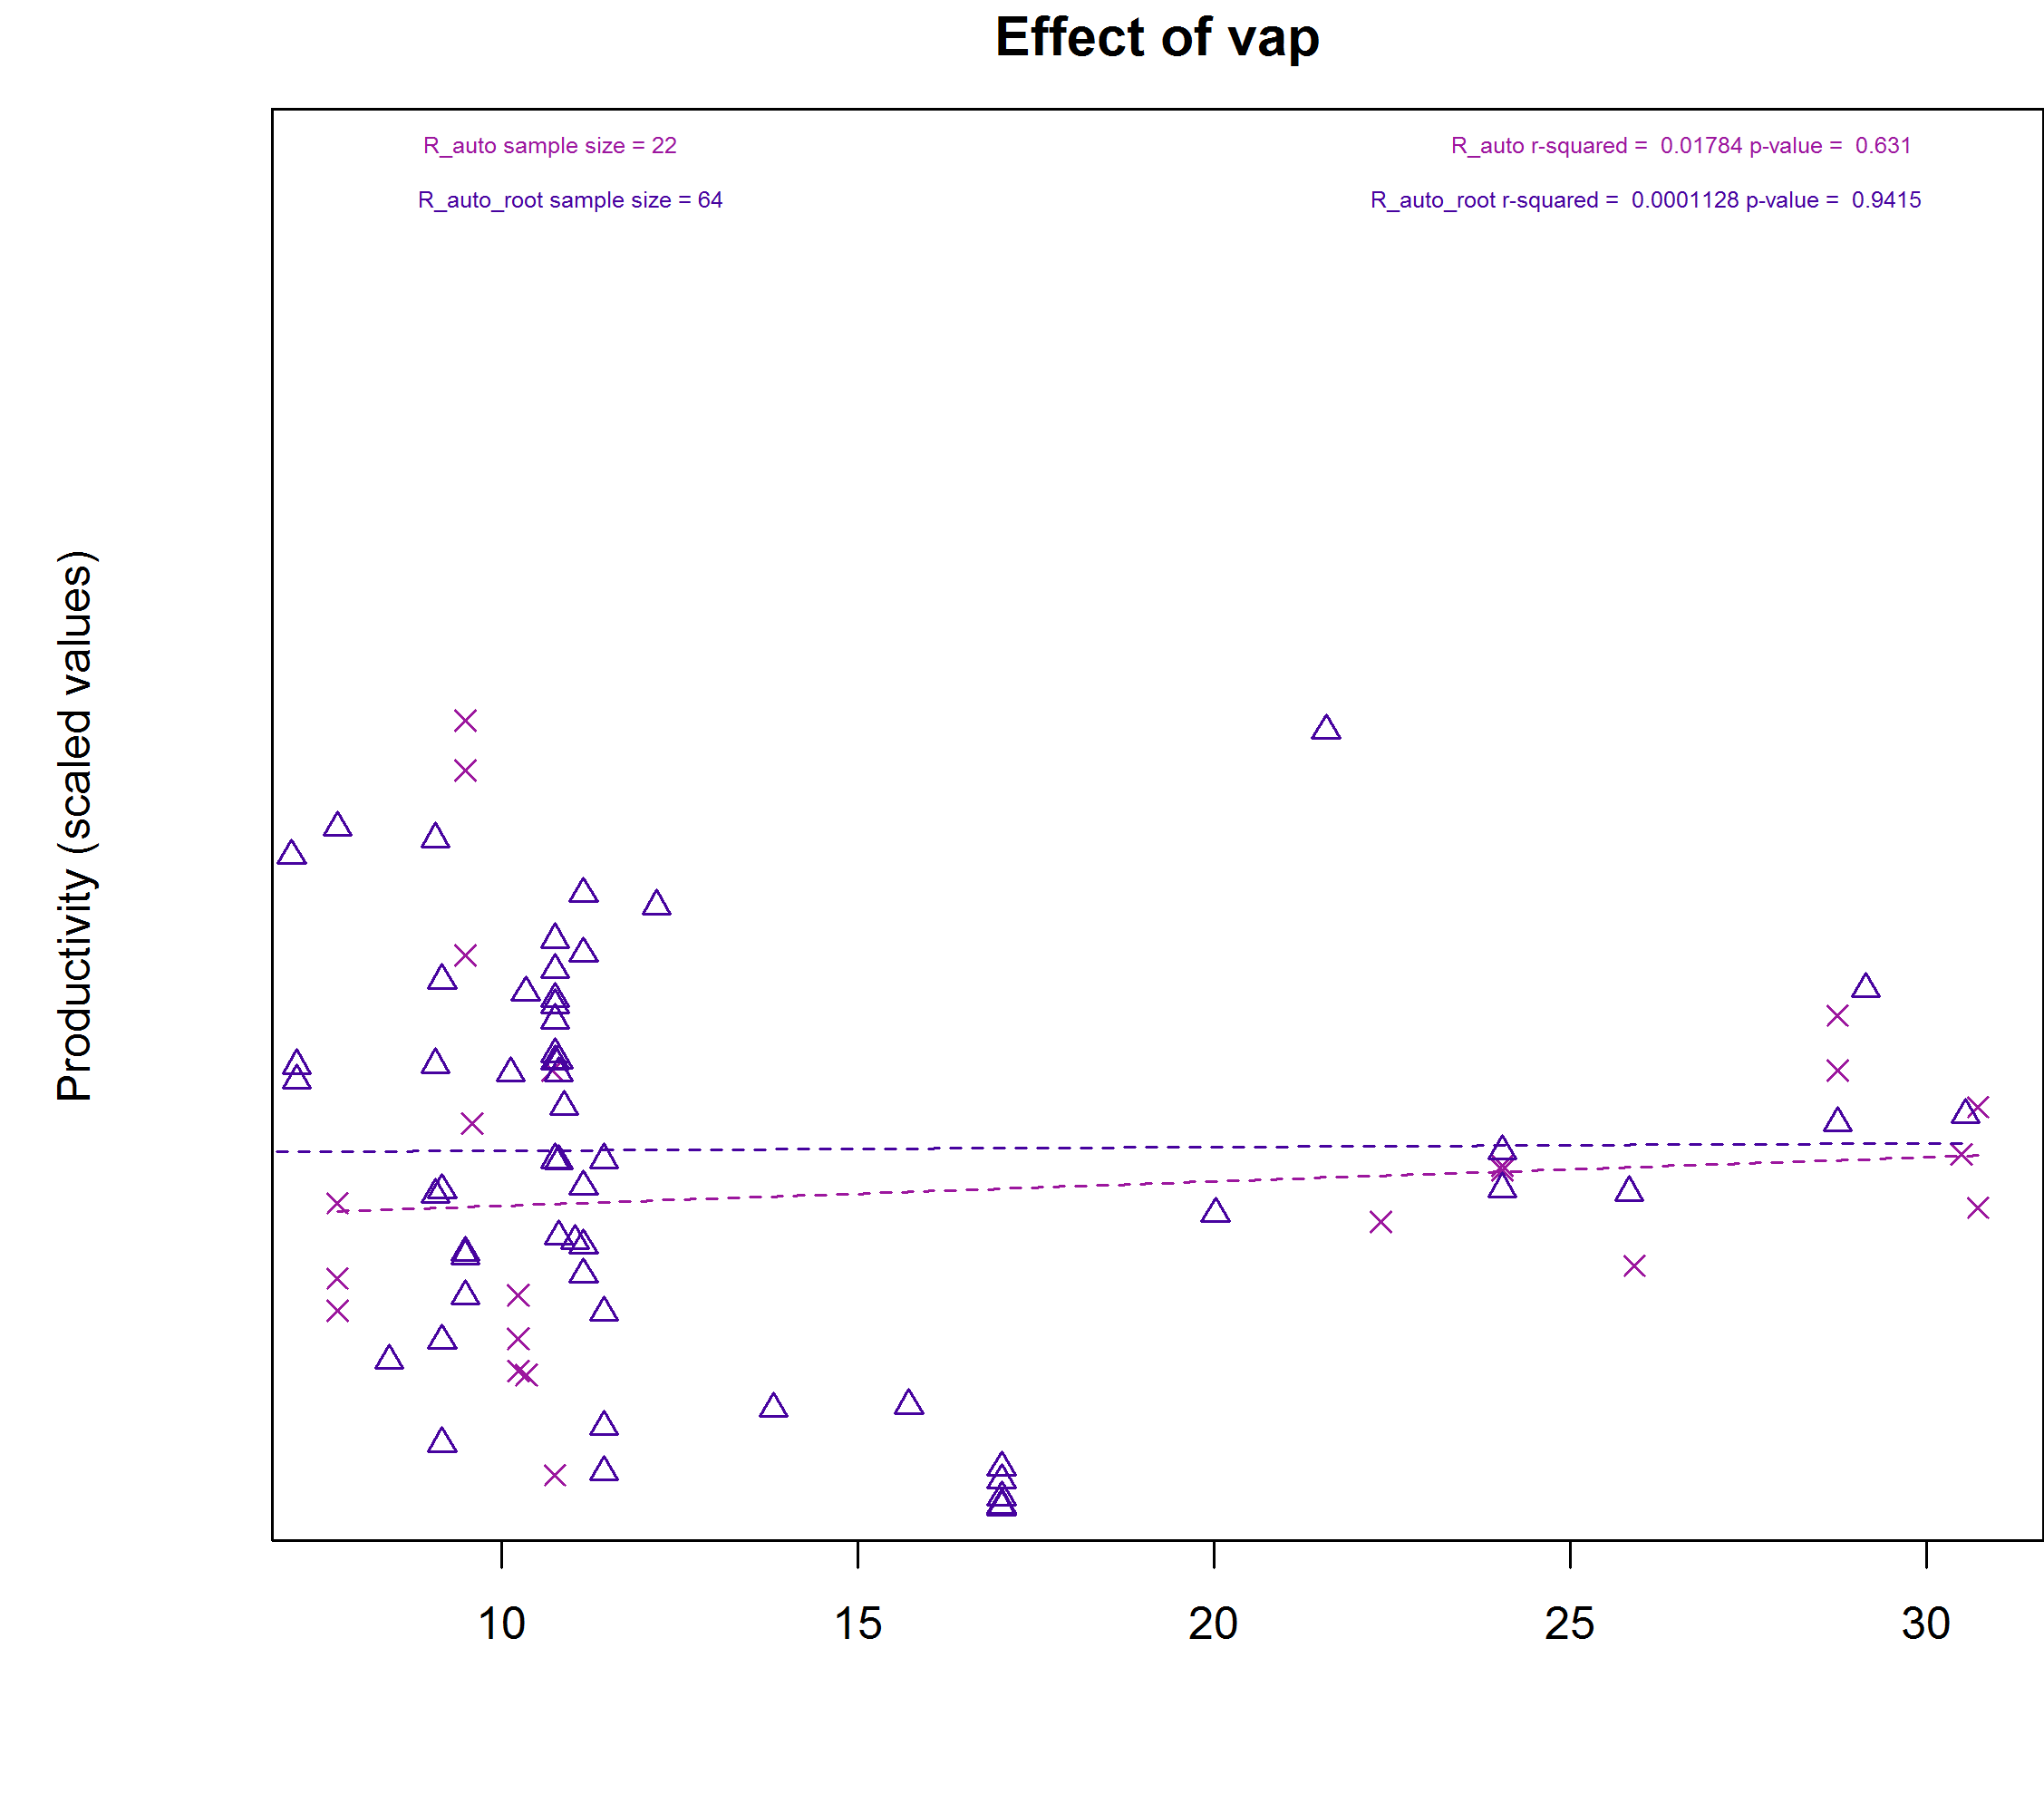 Effect of vap
R_auto sample size = 22
R_auto r-squared =  0.01784 p-value =  0.631
R_auto_root sample size = 64
R_auto_root r-squared =  0.0001128 p-value =  0.9415
Productivity (scaled values)
10 15 20 25 30